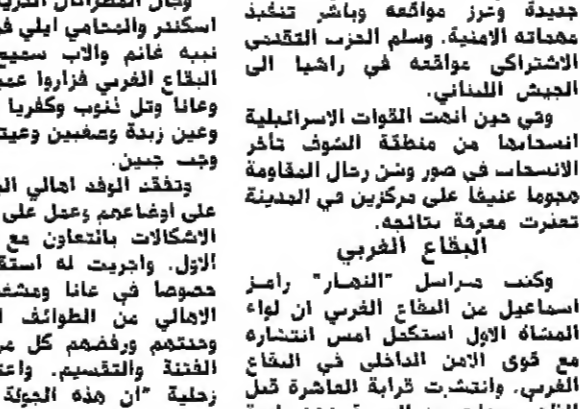 جديدة وعزز مواقعه وباشر تنفيذ
مهماته الامنية. وسلم الحزب التقدمي
الاشتراكي مواقعه في راشيا الى
الجيش اللبناني.
وفي حين انهت القوات الاسرائيلية
انسحابها من منطقة الشوف تأخر
الانسحاب في صور وشن رجال المقاومة
هجوما عنيفا على مركزين في المدينة
تعذرت معرفة نتائجه.
البقاع الغربي
وكتب مراسل "النهار" رامز
اسماعيل عن البقاع الغربي ان لواء
المشاة الاول استكمل امس انتشاره
مع قوى الامن الداخلي في البقاع
الغربي. وانتشرت قرابة العاشرة قبل
وجال المطرانان
اسكندر والمحامي ايلي
نبيه غانم والاب سميح
البقاع الغربي فزاروا
وعانا وتل ذنوب وكفريا
وعين زبدة وصغبين
وجب جنين.
وتفقد الوفد اهالي
على اوضاعهم وعمل على
الاشكالات بالتعاون مع
الاول. واجريت له
خصوصا في عانا
الاهالي عن الطوائف
وحدتهم ورفضهم كل
الفتنة والتقسيم.
زحلية "ان هذه الجولة